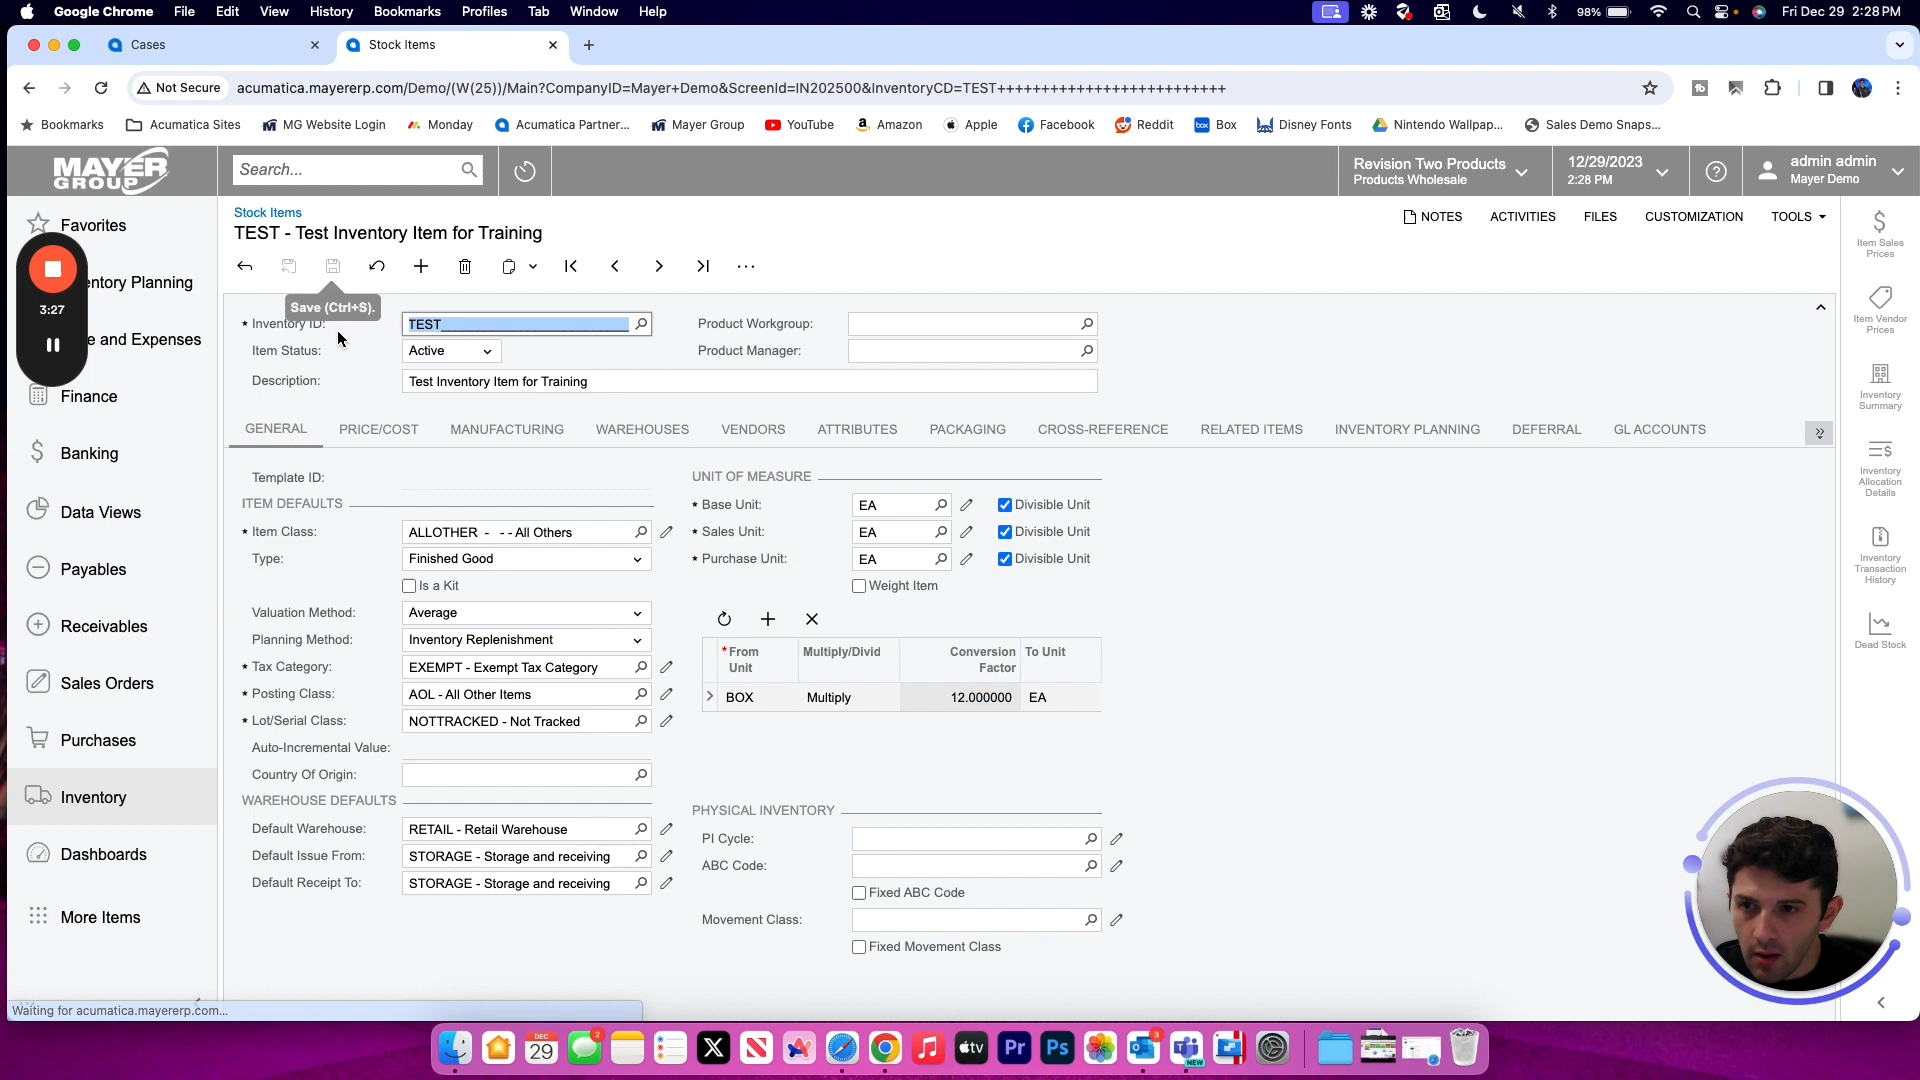 Google Chrome File Edit View History Bookmarks Profiles Tab Window Help 98% Fri Dec 29 2:28 PM
Cases Stock Items
Not Secure acumatica.mayererp.com/Demo/(W(25))/Main?CompanyID=Mayer+Demo&ScreenId=IN202500&InventoryCD=TEST++++++++++++++++++++++++++
Bookmarks Acumatica Sites MG Website Login Monday Acumatica Partner... Mayer Group YouTube Amazon Apple Facebook Reddit Box Disney Fonts Nintendo Wallpap... Sales Demo Snaps...
MAYER GROUP
Search...
Revision Two Products
Products Wholesale
12/29/2023
2:28 PM
admin admin
Mayer Demo
Favorites
entory Planning
e and Expenses
Finance
Banking
Data Views
Payables
Receivables
Sales Orders
Purchases
Inventory
Dashboards
More Items
3:27
Stock Items
TEST - Test Inventory Item for Training
NOTES ACTIVITIES FILES CUSTOMIZATION TOOLS
Save (Ctrl+S).
* Inventory ID: TEST
Item Status: Active
Description: Test Inventory Item for Training
Product Workgroup:
Product Manager:
GENERAL PRICE/COST MANUFACTURING WAREHOUSES VENDORS ATTRIBUTES PACKAGING CROSS-REFERENCE RELATED ITEMS INVENTORY PLANNING DEFERRAL GL ACCOUNTS
Template ID:
ITEM DEFAULTS
* Item Class: ALLOTHER - - - All Others
Type: Finished Good
Is a Kit
Valuation Method: Average
Planning Method: Inventory Replenishment
* Tax Category: EXEMPT - Exempt Tax Category
* Posting Class: AOL - All Other Items
* Lot/Serial Class: NOTTRACKED - Not Tracked
Auto-Incremental Value:
Country Of Origin:
WAREHOUSE DEFAULTS
Default Warehouse: RETAIL - Retail Warehouse
Default Issue From: STORAGE - Storage and receiving
Default Receipt To: STORAGE - Storage and receiving
UNIT OF MEASURE
* Base Unit: EA Divisible Unit
* Sales Unit: EA Divisible Unit
* Purchase Unit: EA Divisible Unit
Weight Item
* From Unit Multiply/Divid Conversion Factor To Unit
BOX Multiply 12.000000 EA
PHYSICAL INVENTORY
PI Cycle:
ABC Code:
Fixed ABC Code
Movement Class:
Fixed Movement Class
Item Sales
Prices
Item Vendor
Prices
Inventory
Summary
Inventory
Allocation
Details
Inventory
Transaction
History
Dead Stock
Waiting for acumatica.mayererp.com...
DEC
29
2
tv
Pr
Ps
3
NEW